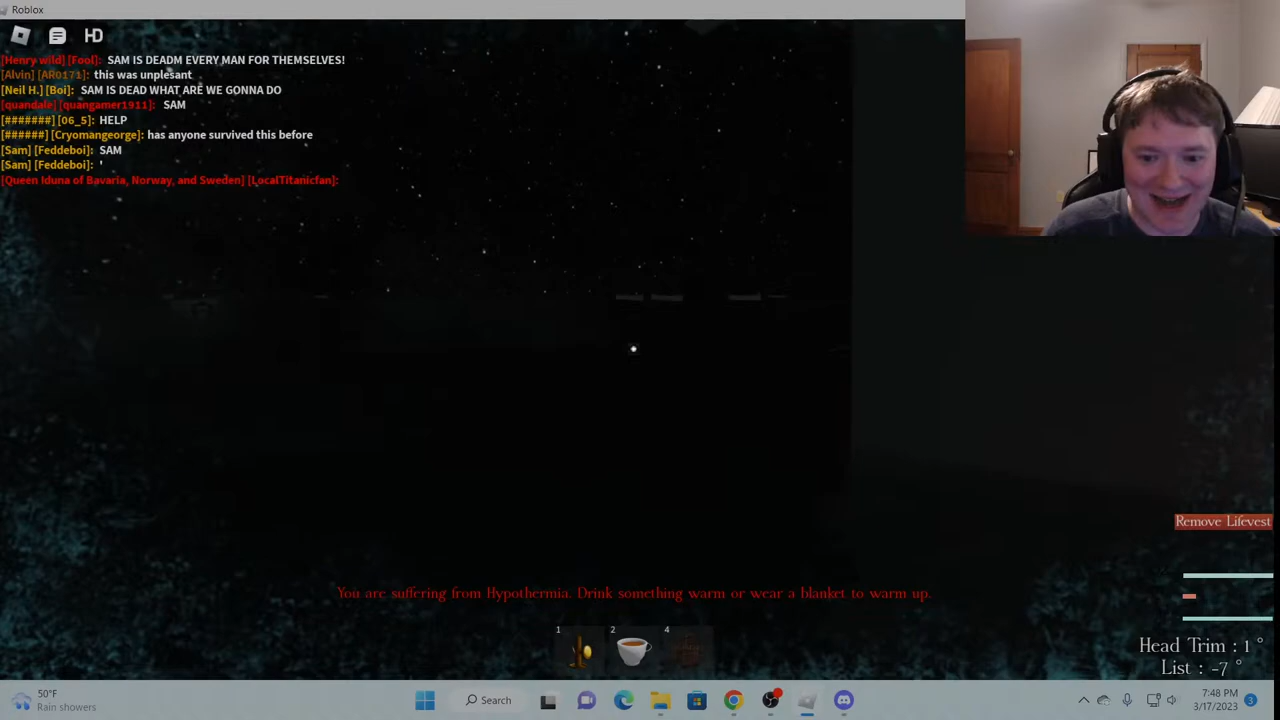 Roblox
HD
[Henry wild] [Fool]: SAM IS DEADM EVERY MAN FOR THEMSELVES!
[Alvin] [AR0171]: this was unplesant
[Neil H.] [Boi]: SAM IS DEAD WHAT ARE WE GONNA DO
[quandale] [quangamer1911]: SAM
[#######] [06_5]: HELP
[######] [Cryomangeorge]: has anyone survived this before
[Sam] [Feddeboi]: SAM
[Sam] [Feddeboi]: '
[Queen Iduna of Bavaria, Norway, and Sweden] [LocalTitanicfan]:
Remove Lifevest
You are suffering from Hypothermia. Drink something warm or wear a blanket to warm up.
1 2 4
Head Trim : 1 °
List : -7 °
50°F
Rain showers
Search
7:48 PM
3/17/2023
3